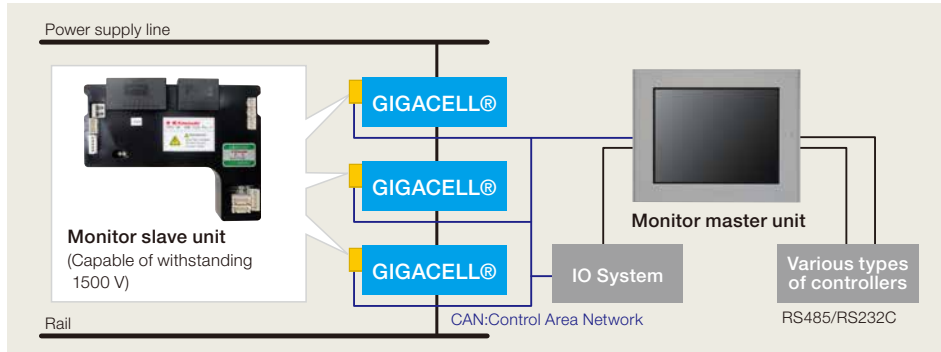 Power supply line
GIGACELL®
GIGACELL®
GIGACELL®
Monitor slave unit
(Capable of withstanding
1500 V)
Monitor master unit
IO System
Various types
of controllers
RS485/RS232C
CAN:Control Area Network
Rail